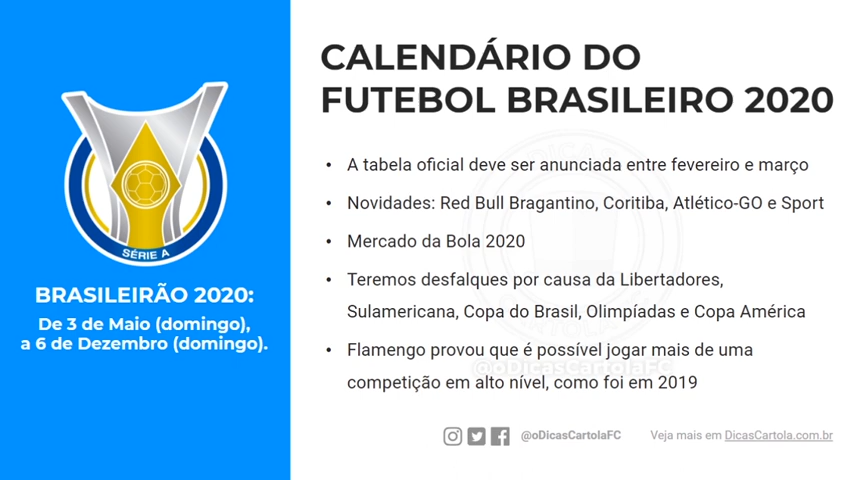 SÉRIE A
BRASILEIRÃO 2020:
De 3 de Maio (domingo),
a 6 de Dezembro (domingo).
CALENDÁRIO DO
FUTEBOL BRASILEIRO 2020
• A tabela oficial deve ser anunciada entre fevereiro e março
• Novidades: Red Bull Bragantino, Coritiba, Atlético-GO e Sport
• Mercado da Bola 2020
• Teremos desfalques por causa da Libertadores,
Sulamericana, Copa do Brasil, Olimpíadas e Copa América
• Flamengo provou que é possível jogar mais de uma
@oDicasCartolaFC
competição em alto nível, como foi em 2019
@oDicasCartolaFC
Veja mais em DicasCartola.com.br